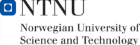 NTNU
Norwegian University of
Science and Technology